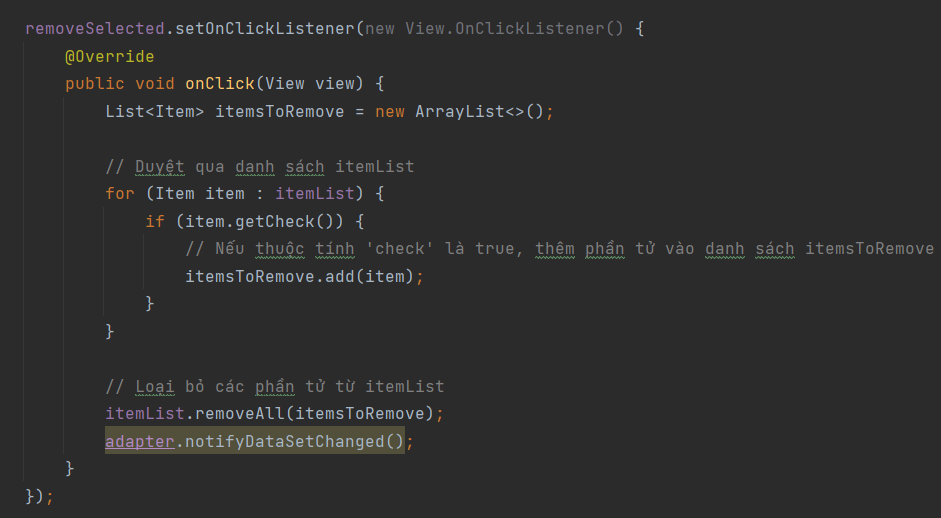 removeSelected.setOnClickListener(new View.OnClickListener() {
@Override
public void onClick(View view) {
List<Item> itemsToRemove = new ArrayList<>();
// Duyệt qua danh sách itemList
for (Item item : itemList) {
if (item.getCheck()) {
// Nếu thuộc tính 'check' là true, thêm phần tử vào danh sách itemsToRemove
itemsToRemove.add(item);
}
}
// Loại bỏ các phần tử từ itemList
itemList.removeAll(itemsToRemove);
adapter.notifyDataSetChanged();
}
});